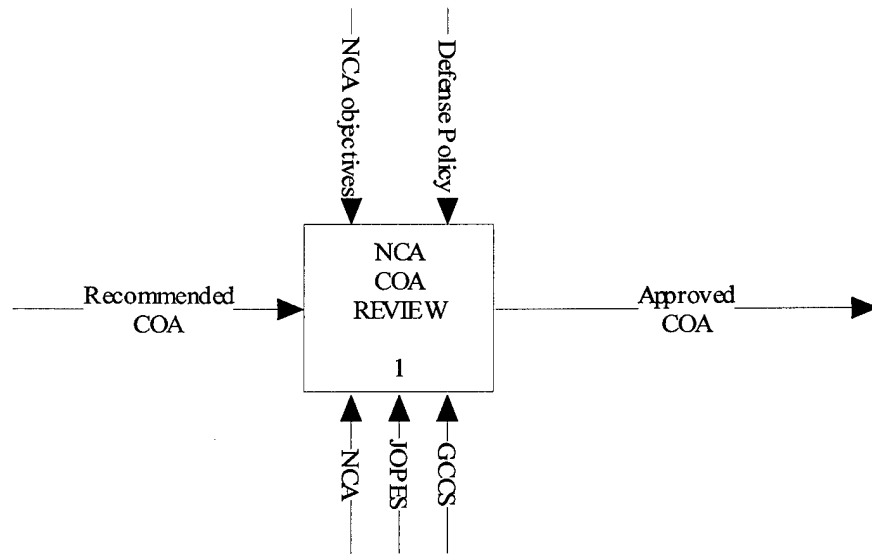 NCA objectives
Defense Policy
NCA
COA
REVIEW
1
Recommended
COA
Approved
COA
NCA
JOPES
GCCS